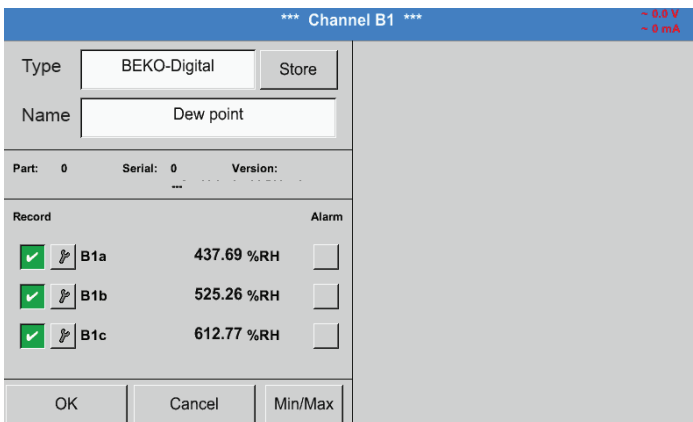 *** Channel B1 ***
~ 0.0 V
~ 0 mA
Type BEKO-Digital Store
Name Dew point
Part: 0 Serial: 0 Version:
---
Record Alarm
B1a 437.69 %RH
B1b 525.26 %RH
B1c 612.77 %RH
OK Cancel Min/Max